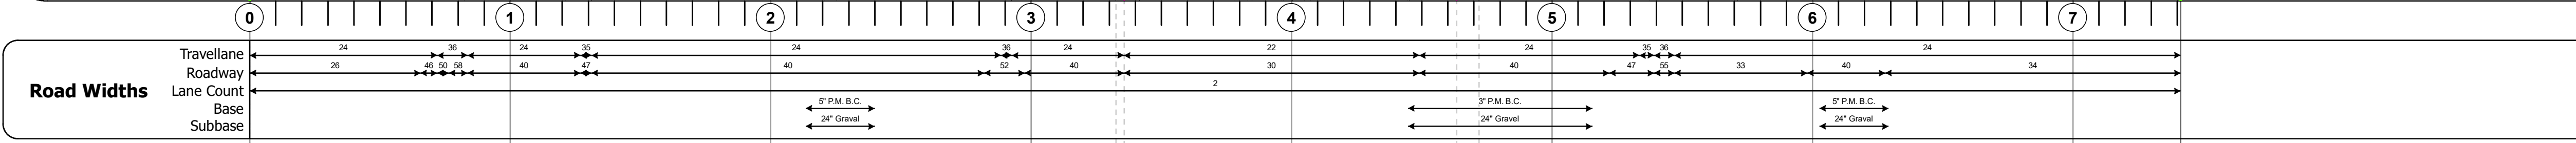 0 1 2 3 4 5 6 7
Travellane 24 36 24 35 24 36 24 22 24 35 36 24
Roadway 26 46 50 58 40 47 40 52 40 30 40 47 55 33 40 34
Road Widths
Lane Count 2
Base 5" P.M. B.C. 3" P.M. B.C. 5" P.M. B.C.
Subbase 24" Graval 24" Gravel 24" Graval